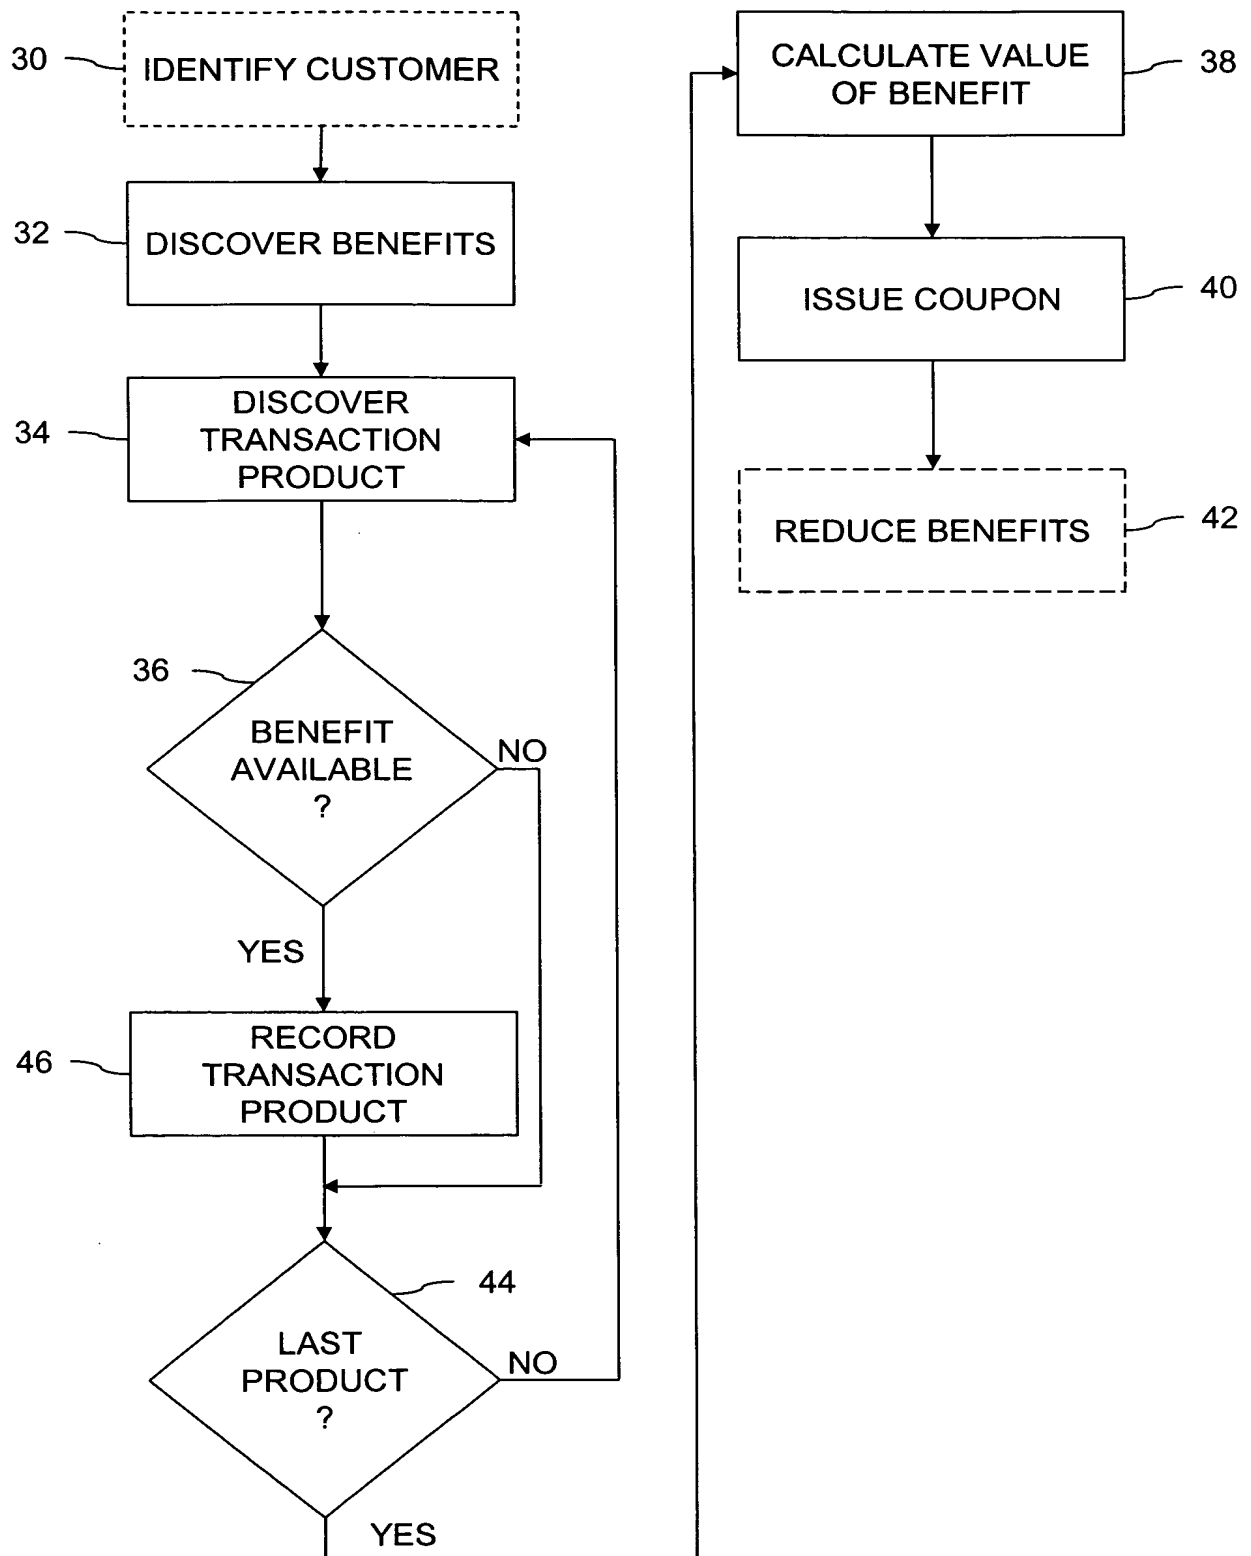 30
IDENTIFY CUSTOMER
32
DISCOVER BENEFITS
34
DISCOVER
TRANSACTION
PRODUCT
36
BENEFIT
AVAILABLE
?
NO
YES
46
RECORD
TRANSACTION
PRODUCT
44
LAST
PRODUCT
?
NO
YES
CALCULATE VALUE
OF BENEFIT
38
ISSUE COUPON
40
REDUCE BENEFITS
42